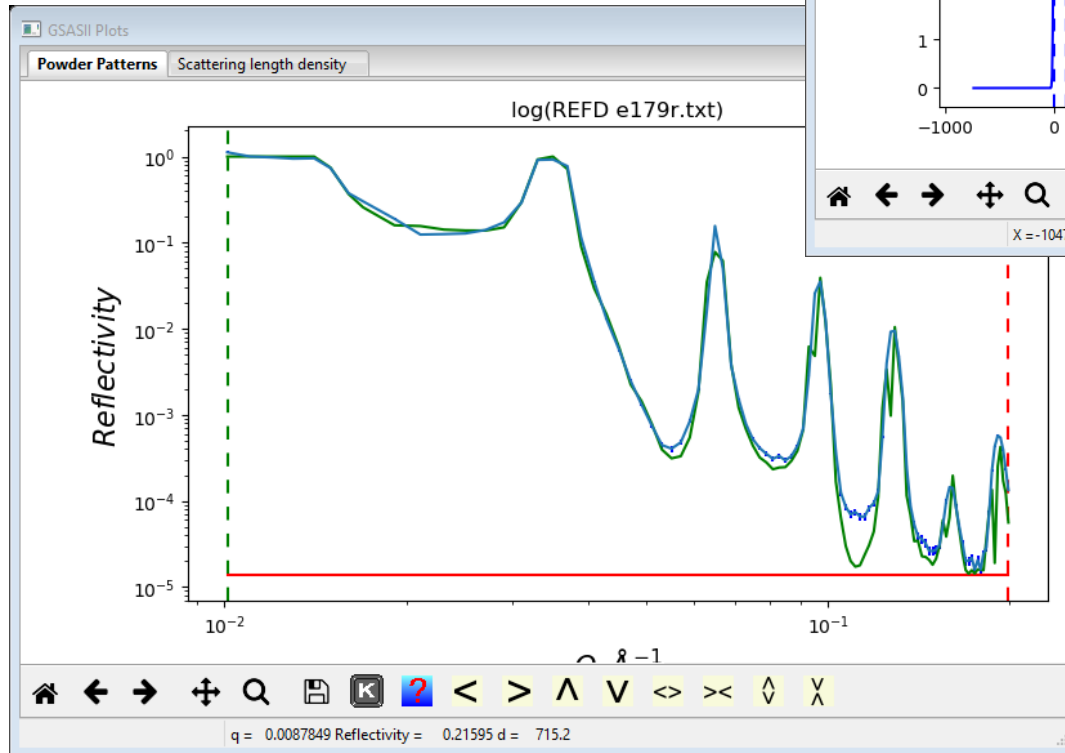 GSASII Plots
Powder Patterns Scattering length density
log(REFD e179r.txt)
Reflectivity
10⁰
10⁻¹
10⁻²
10⁻³
10⁻⁴
10⁻⁵
10⁻² 10⁻¹
Å⁻¹
K ? < > Λ V <> ><
q = 0.0087849 Reflectivity = 0.21595 d = 715.2
1
0
−1000 0
X =-1047